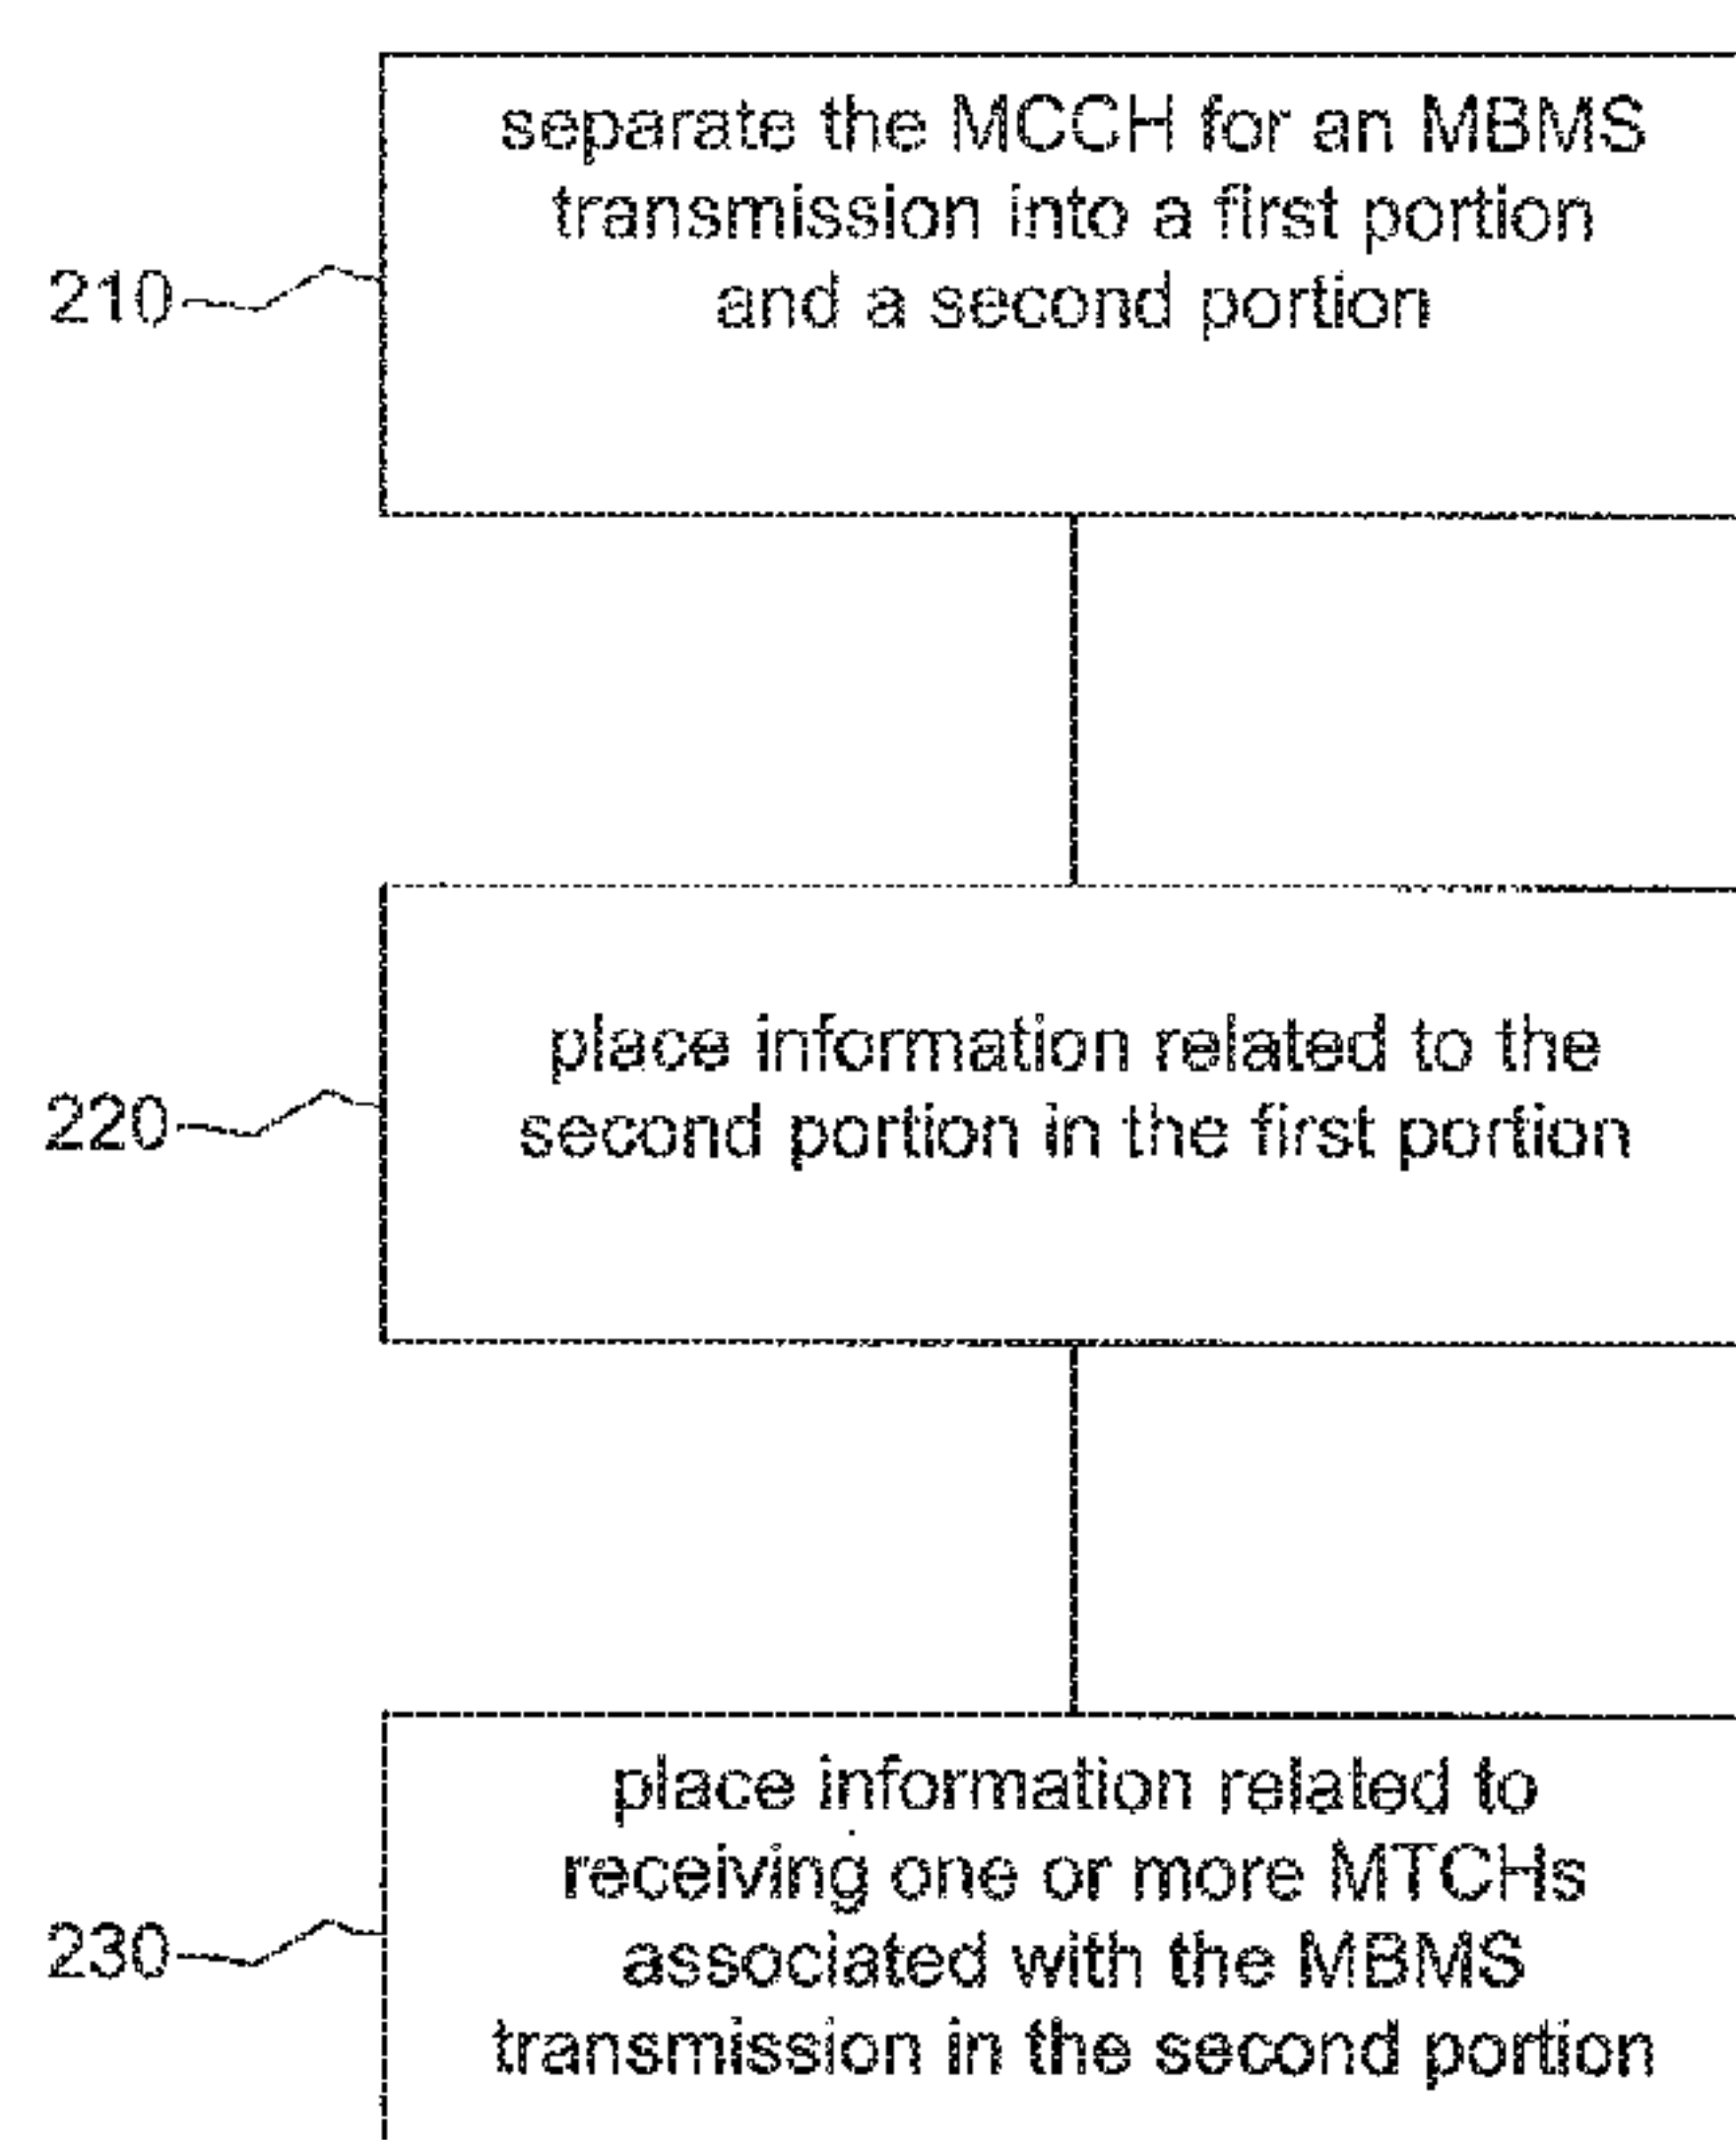 separate the MCCH for an MBMS
transmission into a first portion
and a second portion
210
place information related to the
second portion in the first portion
220
place information related to
receiving one or more MTCHs
associated with the MBMS
transmission in the second portion
230